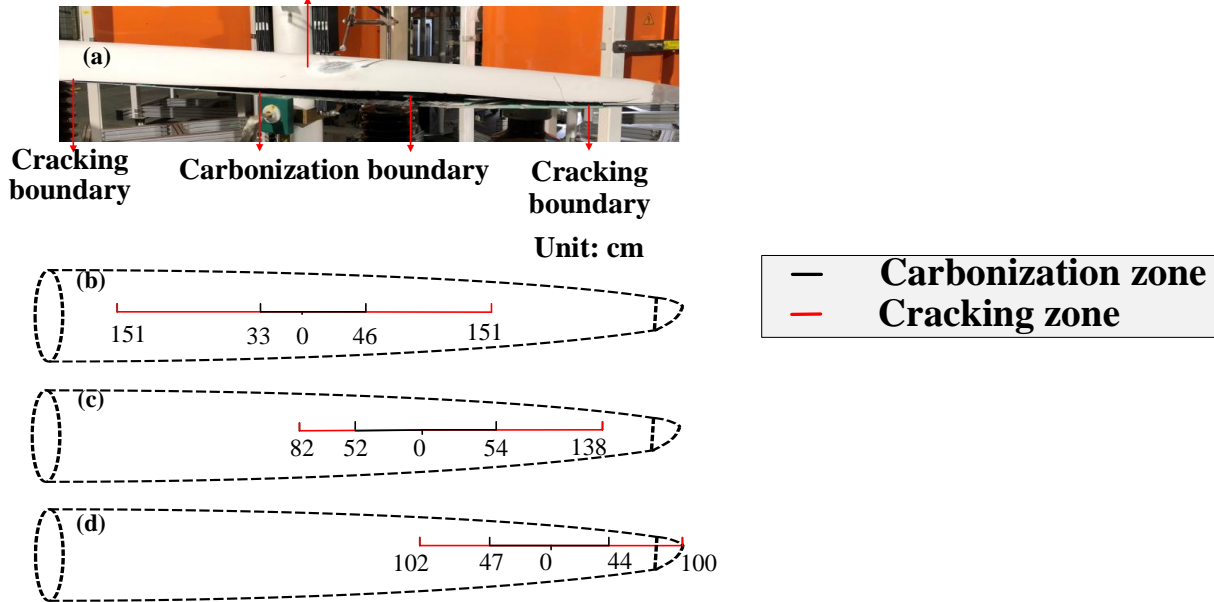 (a)
Cracking
boundary
Carbonization boundary
Cracking
boundary
Unit: cm
(b)
151 33 0 46 151
Carbonization zone
Cracking zone
(c)
82 52 0 54 138
(d)
102 47 0 44 100